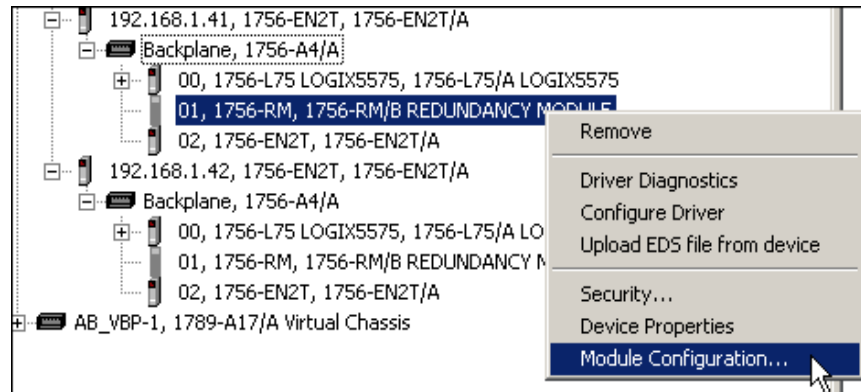 192.168.1.41, 1756-EN2T, 1756-EN2T/A
Backplane, 1756-A4/A
00, 1756-L75 LOGIX5575, 1756-L75/A LOGIX5575
01, 1756-RM, 1756-RM/B REDUNDANCY MODULE
02, 1756-EN2T, 1756-EN2T/A
192.168.1.42, 1756-EN2T, 1756-EN2T/A
Backplane, 1756-A4/A
00, 1756-L75 LOGIX5575, 1756-L75/A LO
01, 1756-RM, 1756-RM/B REDUNDANCY M
02, 1756-EN2T, 1756-EN2T/A
AB_VBP-1, 1789-A17/A Virtual Chassis
Remove
Driver Diagnostics
Configure Driver
Upload EDS file from device
Security...
Device Properties
Module Configuration...